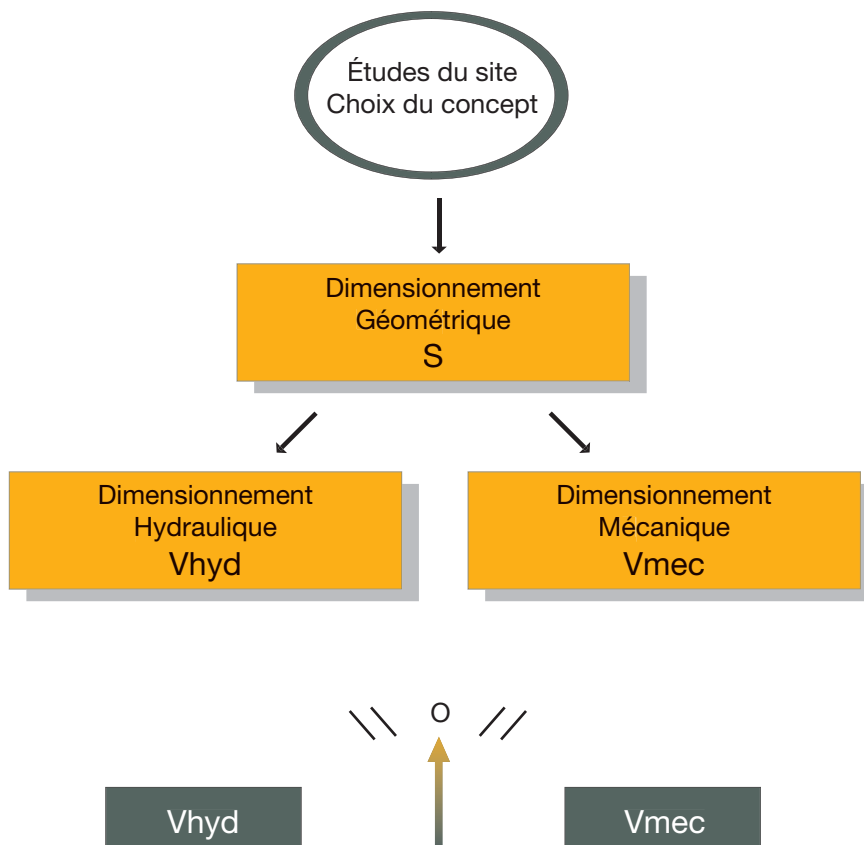 Études du site
Choix du concept
Dimensionnement
Géométrique
S
Dimensionnement
Hydraulique
Vhyd
Dimensionnement
Mécanique
Vmec
O
Vhyd
Vmec